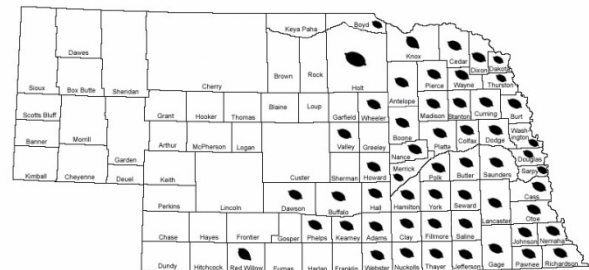 Boyd
Keya Paha
Knox
Cedar
Dixon
Dakota
Dawes
Sioux
Box Butte
Sheridan
Cherry
Brown
Rock
Holt
Antelope
Pierce
Wayne
Thurston
Scotts Bluff
Grant
Hooker
Thomas
Blaine
Loup
Garfield
Wheeler
Madison
Stanton
Cuming
Burt
Banner
Morrill
Arthur
McPherson
Logan
Valley
Greeley
Boone
Platte
Colfax
Dodge
Wash-
ington
Garden
Nance
Douglas
Kimball
Cheyenne
Deuel
Keith
Custer
Sherman
Howard
Merrick
Polk
Butler
Saunders
Sarpy
Perkins
Lincoln
Dawson
Buffalo
Hall
Hamilton
York
Seward
Lancaster
Cass
Otoe
Chase
Hayes
Frontier
Gosper
Phelps
Kearney
Adams
Clay
Fillmore
Saline
Johnson
Nemaha
Dundy
Hitchcock
Red Willow
Furnas
Harlan
Franklin
Webster
Nuckolls
Thayer
Jefferson
Gage
Pawnee
Richardson